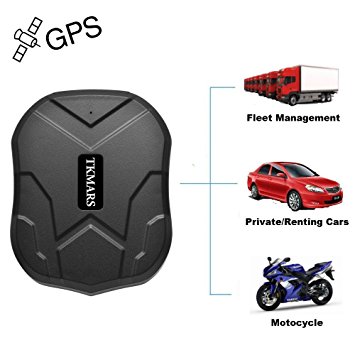 GPS
TKMARS
Fleet Management
Private/Renting Cars
Motocycle